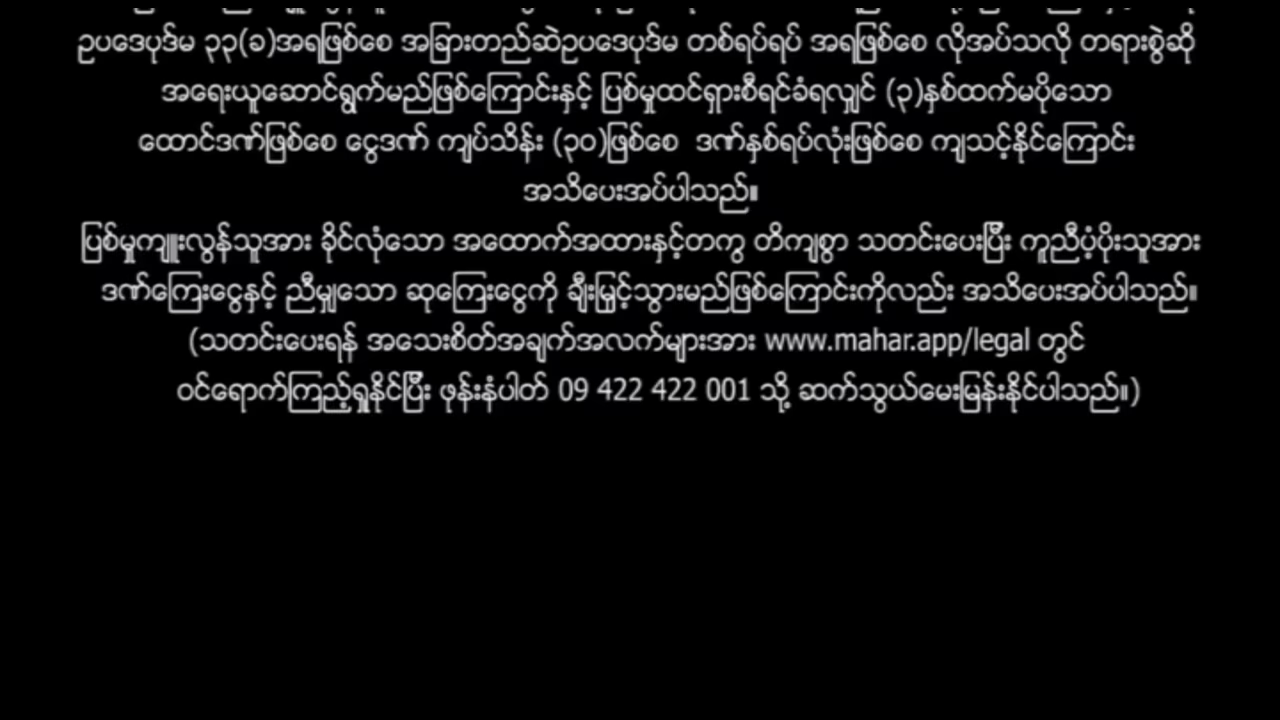 ဥပဒေပုဒ်မ ၃၃(ခ)အရဖြစ်စေ အခြားတည်ဆဲဥပဒေပုဒ်မ တစ်ရပ်ရပ် အရဖြစ်စေ လိုအပ်သလို တရားစွဲဆို
အရေးယူဆောင်ရွက်မည်ဖြစ်ကြောင်းနှင့် ပြစ်မှုထင်ရှားစီရင်ခံရလျှင် (၃)နှစ်ထက်မပိုသော
ထောင်ဒဏ်ဖြစ်စေ ငွေဒဏ် ကျပ်သိန်း (၃၀)ဖြစ်စေ ဒဏ်နှစ်ရပ်လုံးဖြစ်စေ ကျသင့်နိုင်ကြောင်း
အသိပေးအပ်ပါသည်။
ပြစ်မှုကျူးလွန်သူအား ခိုင်လုံသော အထောက်အထားနှင့်တကွ တိကျစွာ သတင်းပေးပြီး ကူညီပံ့ပိုးသူအား
ဒဏ်ကြေးငွေနှင့် ညီမျှသော ဆုကြေးငွေကို ချီးမြှင့်သွားမည်ဖြစ်ကြောင်းကိုလည်း အသိပေးအပ်ပါသည်။
(သတင်းပေးရန် အသေးစိတ်အချက်အလက်များအား www.mahar.app/legal တွင်
ဝင်ရောက်ကြည့်ရှုနိုင်ပြီး ဖုန်းနံပါတ် 09 422 422 001 သို့ ဆက်သွယ်မေးမြန်းနိုင်ပါသည်။)